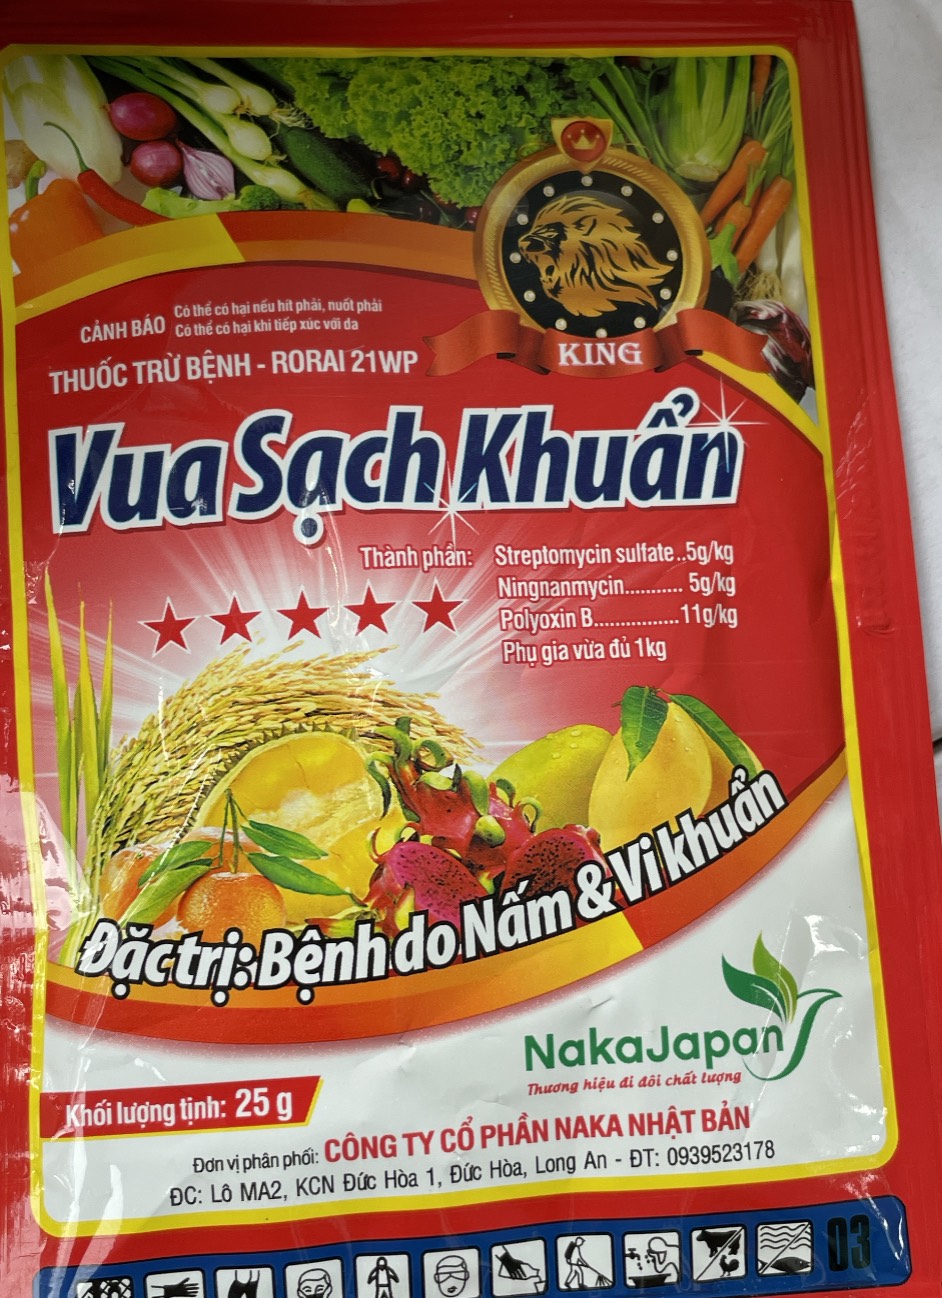 KING
CẢNH BÁO
Có thể có hại nếu hít phải, nuốt phải
Có thể có hại khi tiếp xúc với da
THUỐC TRỪ BỆNH - RORAI 21WP
Vua Sạch Khuẩn
Thành phần: Streptomycin sulfate..5g/kg
Ningnanmycin........... 5g/kg
Polyoxin B................11g/kg
Phụ gia vừa đủ 1kg
Đặc trị: Bệnh do Nấm & Vi khuẩn
NakaJapan
Thương hiệu đi đôi chất lượng
Khối lượng tịnh: 25 g
Đơn vị phân phối: CÔNG TY CỔ PHẦN NAKA NHẬT BẢN
ĐC: Lô MA2, KCN Đức Hòa 1, Đức Hòa, Long An - ĐT: 0939523178
03